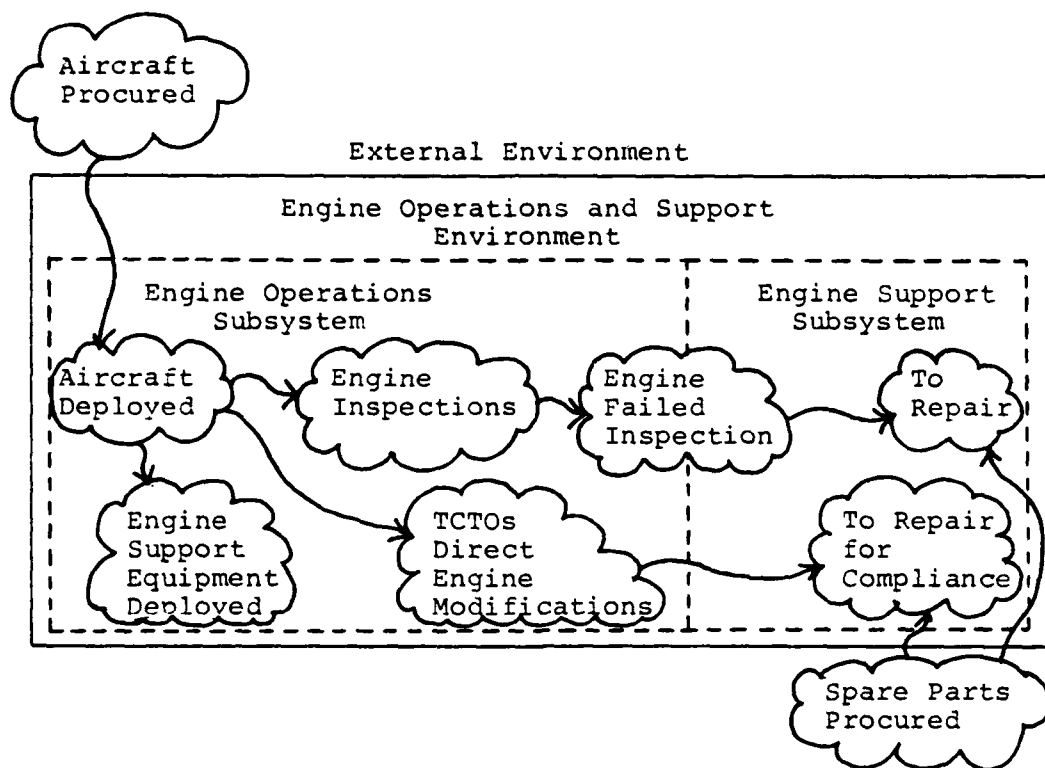 Aircraft
Procured
External Environment
Engine Operations and Support
Environment
Engine Operations
Subsystem
Engine Support
Subsystem
Aircraft
Deployed
Engine
Inspections
Engine
Failed
Inspection
To
Repair
Engine
Support
Equipment
Deployed
TCTOs
Direct
Engine
Modifications
To Repair
for
Compliance
Spare Parts
Procured